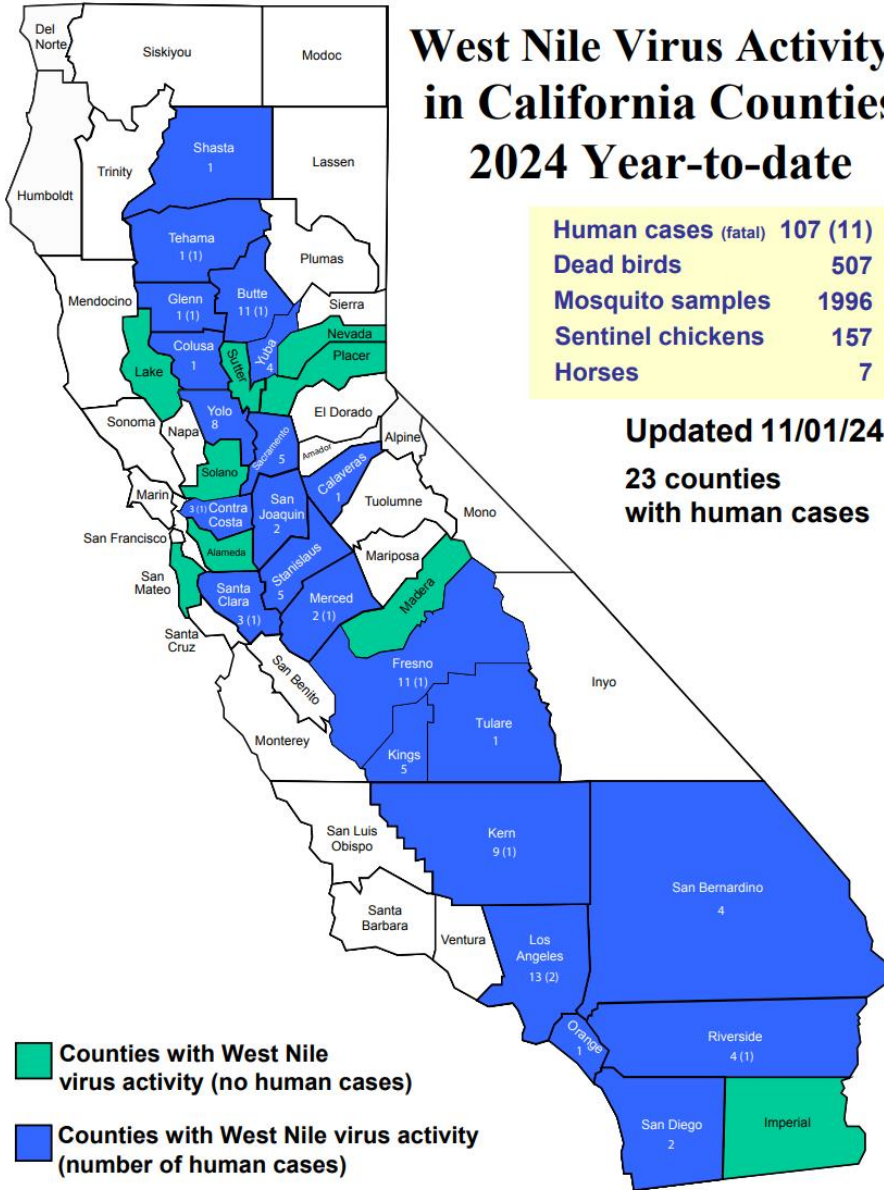 West Nile Virus Activity
in California Counties
2024 Year-to-date
Human cases (fatal) 107 (11)
Dead birds 507
Mosquito samples 1996
Sentinel chickens 157
Horses 7
Updated 11/01/24
23 counties
with human cases
Del
Norte
Siskiyou
Modoc
Shasta
1
Trinity
Lassen
Humboldt
Tehama
1 (1)
Plumas
Mendocino
Glenn
1 (1)
Butte
11 (1)
Sierra
Colusa
1
Lake
Sutter
Yuba
4
Nevada
Placer
Sonoma
Napa
Yolo
8
Sacramento
5
El Dorado
Amador
Alpine
Solano
Calaveras
1
Marin
3 (1) Contra
Costa
San
Joaquin
2
Tuolumne
Mono
San Francisco
Alameda
Stanislaus
5
Mariposa
San
Mateo
Santa
Clara
3 (1)
Merced
2 (1)
Madera
Santa
Cruz
San Benito
Fresno
11 (1)
Inyo
Monterey
Kings
5
Tulare
1
San Luis
Obispo
Kern
9 (1)
San Bernardino
4
Santa
Barbara
Ventura
Los
Angeles
13 (2)
Orange
1
Riverside
4 (1)
San Diego
2
Imperial
Counties with West Nile
virus activity (no human cases)
Counties with West Nile virus activity
(number of human cases)